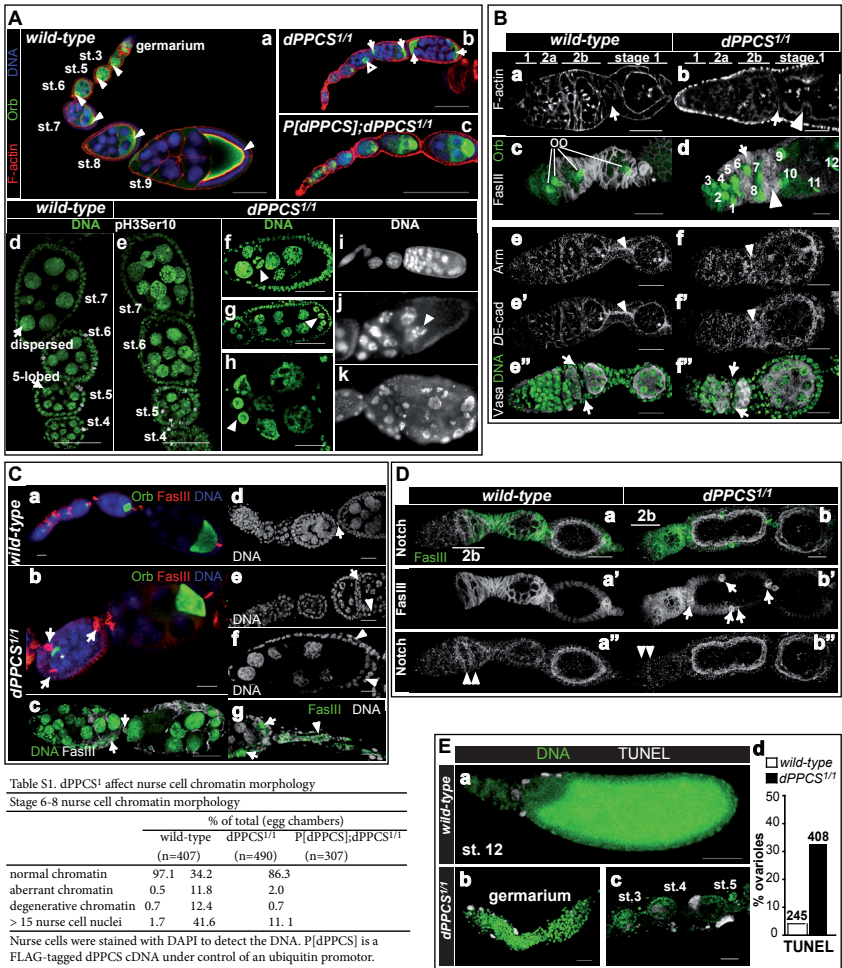 A
B
wild-type
a
germarium
st.3
st.5
st.6
st.7
st.8
st.9
F-actin Orb DNA
dPPCS1/1
b
P[dPPCS];dPPCS1/1
c
wild-type
dPPCS1/1
DNA
pH3Ser10
DNA
DNA
d
e
f
i
st.7
st.7
g
j
st.6
st.6
dispersed
5-lobed
h
k
st.5
st.5
st.4
st.4
wild-type
dPPCS1/1
1 2a 2b stage 1
1 2a 2b stage 1
F-actin
a
b
FasIII Orb
c
oo
*
d
3 4 5 6 7 9 12
2 1 8 10 11
Arm
e
f
DE-cad
e'
f'
Vasa DNA
e"
f"
C
wild-type
a
Orb FasIII DNA
d
DNA
dPPCS1/1
b
Orb FasIII DNA
*
e
DNA
f
DNA
c
DNA FasIII
g
FasIII DNA
D
wild-type
dPPCS1/1
Notch
FasIII
2b
a
2b
b
FasIII
a'
b'
Notch
a"
b"
E
DNA TUNEL
wild-type
a
st. 12
dPPCS1/1
b
germarium
c
st.3
st.4
st.5
d
wild-type
dPPCS1/1
% ovarioles
50
40
30
20
10
0
245
408
TUNEL
Table S1. dPPCS1 affect nurse cell chromatin morphology
Stage 6-8 nurse cell chromatin morphology
% of total (egg chambers)
wild-type dPPCS1/1 P[dPPCS];dPPCS1/1
(n=407) (n=490) (n=307)
normal chromatin 97.1 34.2 86.3
aberrant chromatin 0.5 11.8 2.0
degenerative chromatin 0.7 12.4 0.7
> 15 nurse cell nuclei 1.7 41.6 11. 1
Nurse cells were stained with DAPI to detect the DNA. P[dPPCS] is a
FLAG-tagged dPPCS cDNA under control of an ubiquitin promotor.